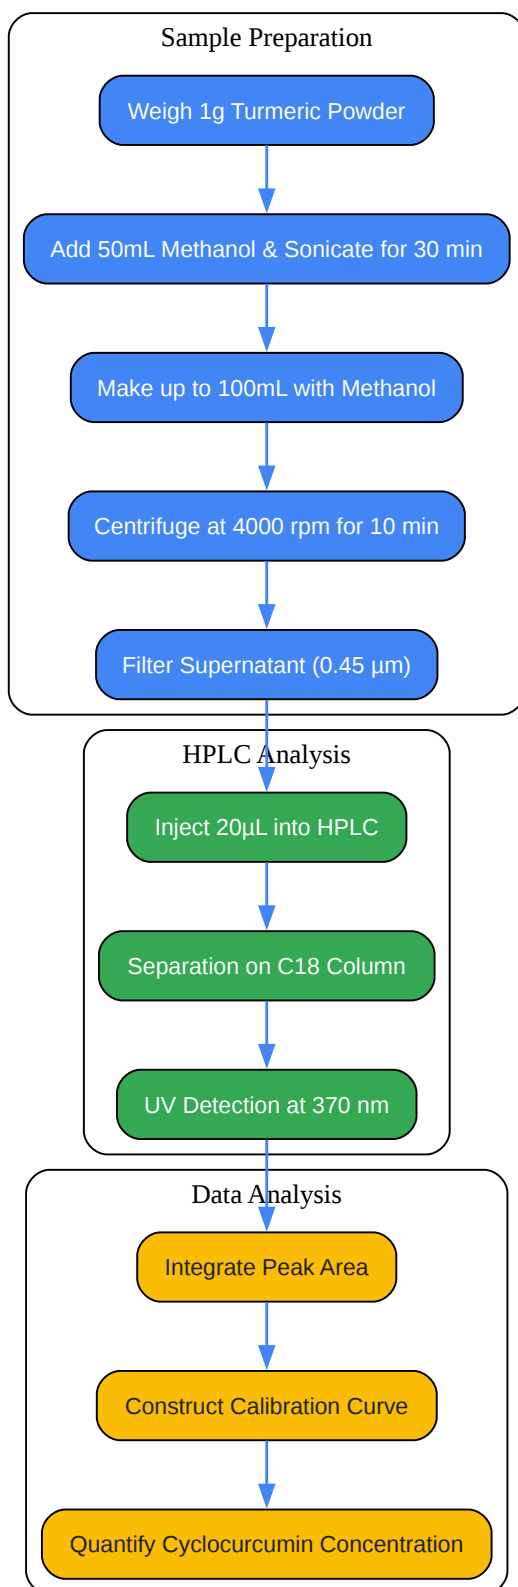 Sample Preparation
Weigh 1g Turmeric Powder
Add 50mL Methanol & Sonicate for 30 min
Make up to 100mL with Methanol
Centrifuge at 4000 rpm for 10 min
Filter Supernatant (0.45 µm)
HPLC Analysis
Inject 20µL into HPLC
Separation on C18 Column
UV Detection at 370 nm
Data Analysis
Integrate Peak Area
Construct Calibration Curve
Quantify Cyclocurcumin Concentration